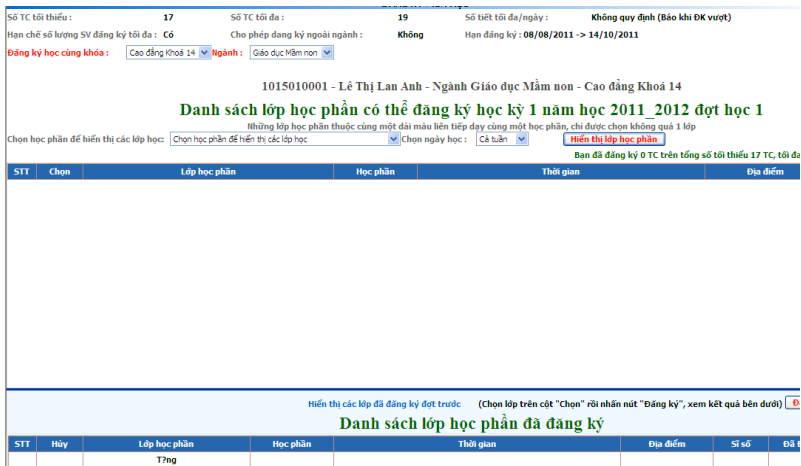 Số TC tối thiểu : 17 Số TC tối đa : 19 Số tiết tối đa/ngày : Không quy định (Báo khi ĐK vượt)
Hạn chế số lượng SV đăng ký tối đa : Có Cho phép đang ký ngoài ngành : Không Hạn đăng ký : 08/08/2011 -> 14/10/2011
Đăng ký học cùng khóa : Cao đẳng Khoá 14 Ngành : Giáo dục Mầm non
1015010001 - Lê Thị Lan Anh - Ngành Giáo dục Mầm non - Cao đẳng Khoá 14
Danh sách lớp học phần có thể đăng ký học kỳ 1 năm học 2011_2012 đợt học 1
Những lớp học phần thuộc cùng một dải màu liên tiếp dạy cùng một học phần, chỉ được chọn không quá 1 lớp
Chọn học phần để hiển thị các lớp học: Chọn học phần để hiển thị các lớp học Chọn ngày học : Cả tuần Hiển thị lớp học phần
Bạn đã đăng ký 0 TC trên tổng số tối thiểu 17 TC, tối đa
STT Chọn Lớp học phần Học phần Thời gian Địa điểm
Hiển thị các lớp đã đăng ký đợt trước (Chọn lớp trên cột "Chọn" rồi nhấn nút "Đăng ký", xem kết quả bên dưới)
Danh sách lớp học phần đã đăng ký
STT Hủy Lớp học phần Học phần Thời gian Địa điểm Sĩ số Đã
T?ng